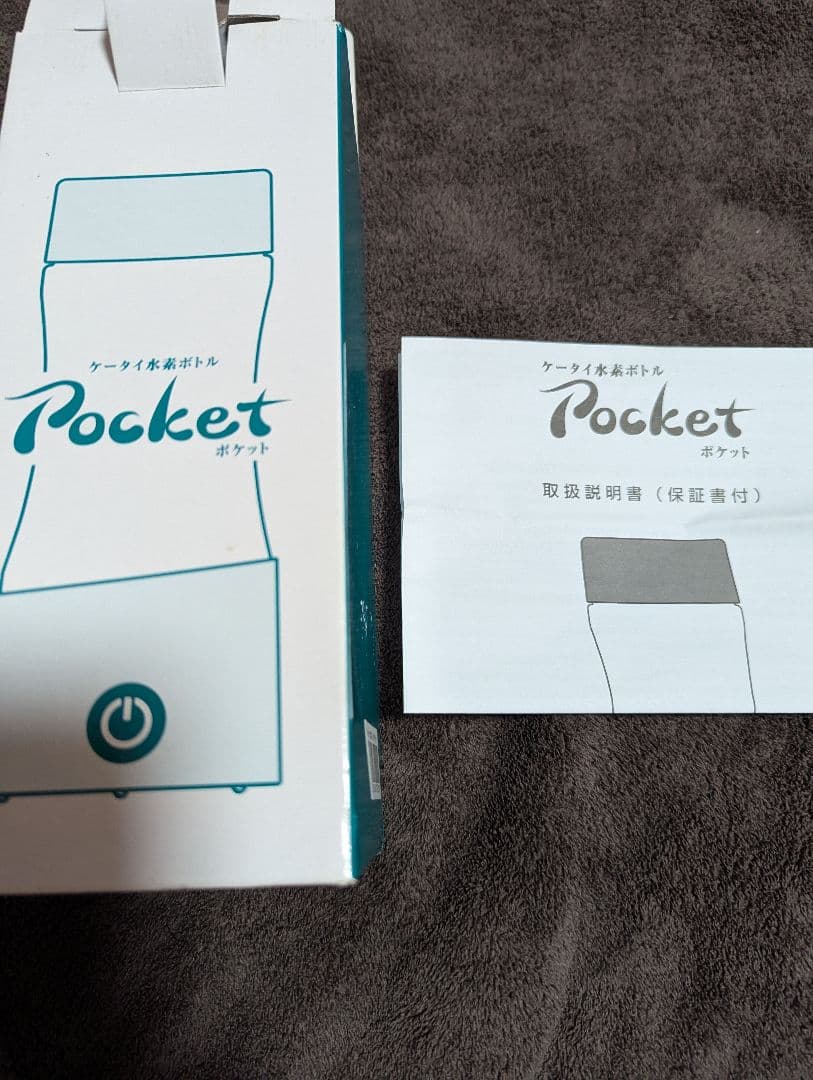 ケータイ水素ボトル
Pocket
ポケット
ケータイ水素ボトル
Pocket
ポケット
取扱説明書（保証書付）